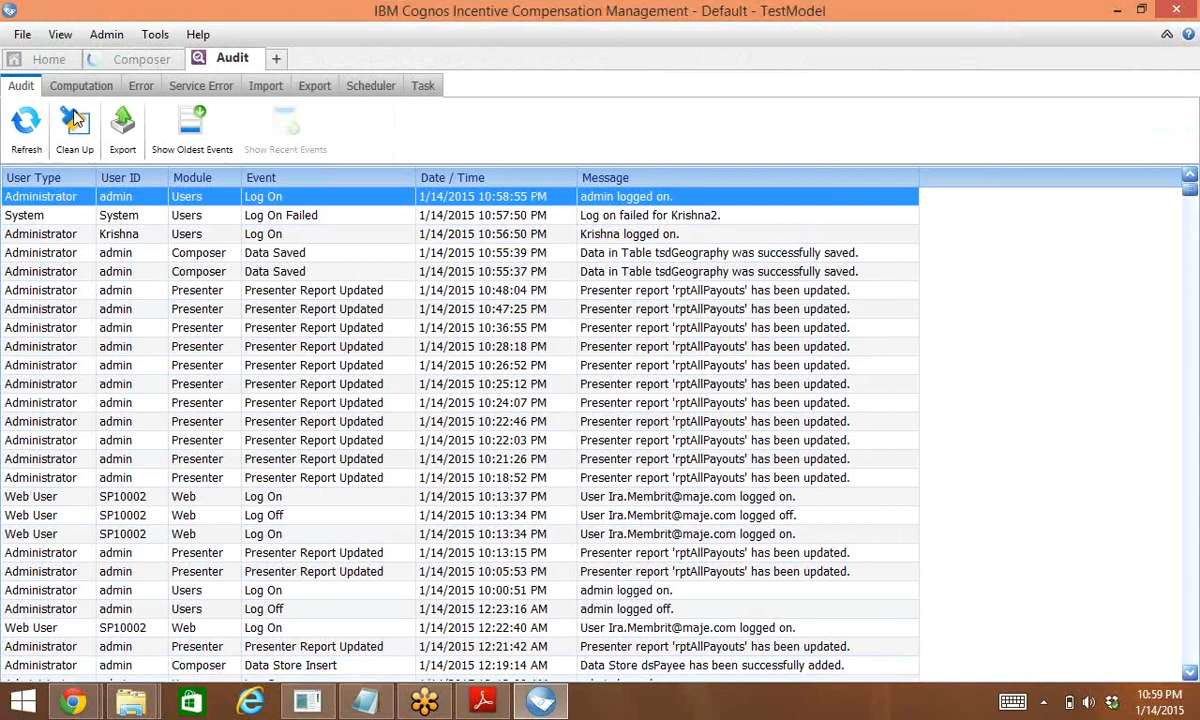 IBM Cognos Incentive Compensation Management - Default - TestModel
File View Admin Tools Help
Home Composer Audit +
Audit Computation Error Service Error Import Export Scheduler Task
Refresh Clean Up Export Show Oldest Events Show Recent Events
User Type User ID Module Event Date / Time Message
Administrator admin Users Log On 1/14/2015 10:58:55 PM admin logged on.
System System Users Log On Failed 1/14/2015 10:57:50 PM Log on failed for Krishna2.
Administrator Krishna Users Log On 1/14/2015 10:56:50 PM Krishna logged on.
Administrator admin Composer Data Saved 1/14/2015 10:55:39 PM Data in Table tsdGeography was successfully saved.
Administrator admin Composer Data Saved 1/14/2015 10:55:37 PM Data in Table tsdGeography was successfully saved.
Administrator admin Presenter Presenter Report Updated 1/14/2015 10:48:04 PM Presenter report 'rptAllPayouts' has been updated.
Administrator admin Presenter Presenter Report Updated 1/14/2015 10:47:25 PM Presenter report 'rptAllPayouts' has been updated.
Administrator admin Presenter Presenter Report Updated 1/14/2015 10:36:55 PM Presenter report 'rptAllPayouts' has been updated.
Administrator admin Presenter Presenter Report Updated 1/14/2015 10:28:18 PM Presenter report 'rptAllPayouts' has been updated.
Administrator admin Presenter Presenter Report Updated 1/14/2015 10:26:52 PM Presenter report 'rptAllPayouts' has been updated.
Administrator admin Presenter Presenter Report Updated 1/14/2015 10:25:12 PM Presenter report 'rptAllPayouts' has been updated.
Administrator admin Presenter Presenter Report Updated 1/14/2015 10:24:07 PM Presenter report 'rptAllPayouts' has been updated.
Administrator admin Presenter Presenter Report Updated 1/14/2015 10:22:46 PM Presenter report 'rptAllPayouts' has been updated.
Administrator admin Presenter Presenter Report Updated 1/14/2015 10:22:03 PM Presenter report 'rptAllPayouts' has been updated.
Administrator admin Presenter Presenter Report Updated 1/14/2015 10:21:26 PM Presenter report 'rptAllPayouts' has been updated.
Administrator admin Presenter Presenter Report Updated 1/14/2015 10:18:52 PM Presenter report 'rptAllPayouts' has been updated.
Web User SP10002 Web Log On 1/14/2015 10:13:37 PM User Ira.Membrit@maje.com logged on.
Web User SP10002 Web Log Off 1/14/2015 10:13:34 PM User Ira.Membrit@maje.com logged off.
Web User SP10002 Web Log On 1/14/2015 10:13:34 PM User Ira.Membrit@maje.com logged on.
Administrator admin Presenter Presenter Report Updated 1/14/2015 10:13:15 PM Presenter report 'rptAllPayouts' has been updated.
Administrator admin Presenter Presenter Report Updated 1/14/2015 10:05:53 PM Presenter report 'rptAllPayouts' has been updated.
Administrator admin Users Log On 1/14/2015 10:00:51 PM admin logged on.
Administrator admin Users Log Off 1/14/2015 12:23:16 AM admin logged off.
Web User SP10002 Web Log On 1/14/2015 12:22:40 AM User Ira.Membrit@maje.com logged on.
Administrator admin Presenter Presenter Report Updated 1/14/2015 12:21:42 AM Presenter report 'rptAllPayouts' has been updated.
Administrator admin Composer Data Store Insert 1/14/2015 12:19:14 AM Data Store dsPayee has been successfully added.
10:59 PM
1/14/2015